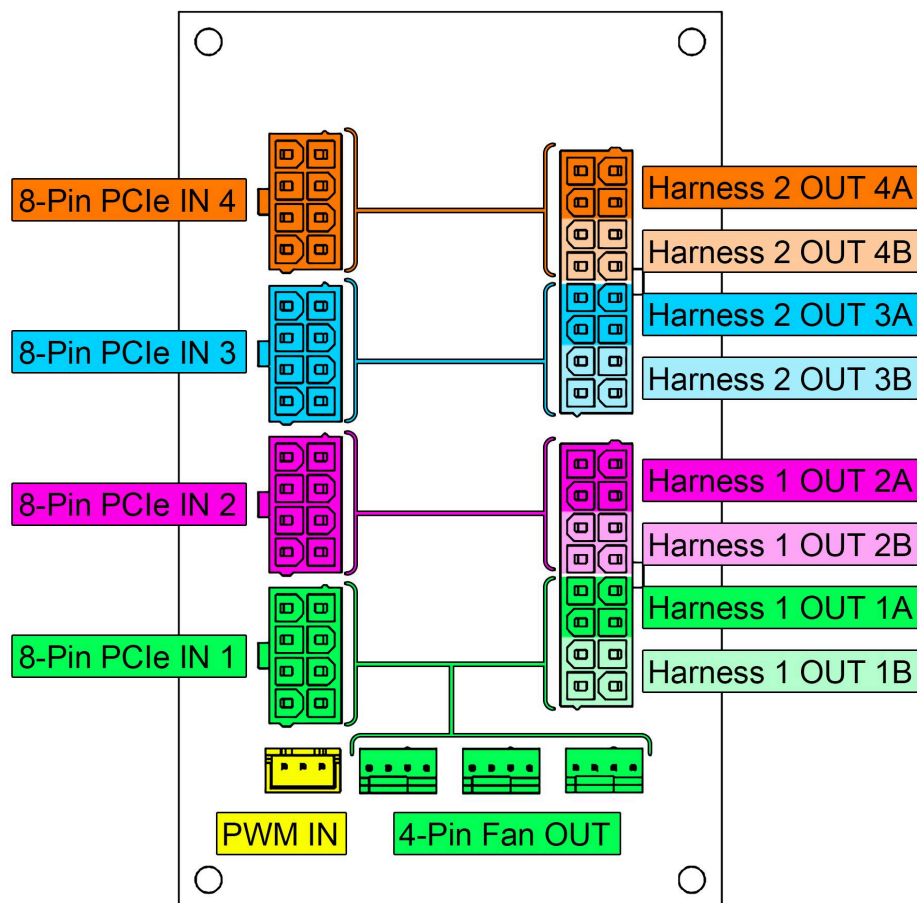 8-Pin PCIe IN 4
Harness 2 OUT 4A
Harness 2 OUT 4B
8-Pin PCIe IN 3
Harness 2 OUT 3A
Harness 2 OUT 3B
8-Pin PCIe IN 2
Harness 1 OUT 2A
Harness 1 OUT 2B
8-Pin PCIe IN 1
Harness 1 OUT 1A
Harness 1 OUT 1B
PWM IN
4-Pin Fan OUT